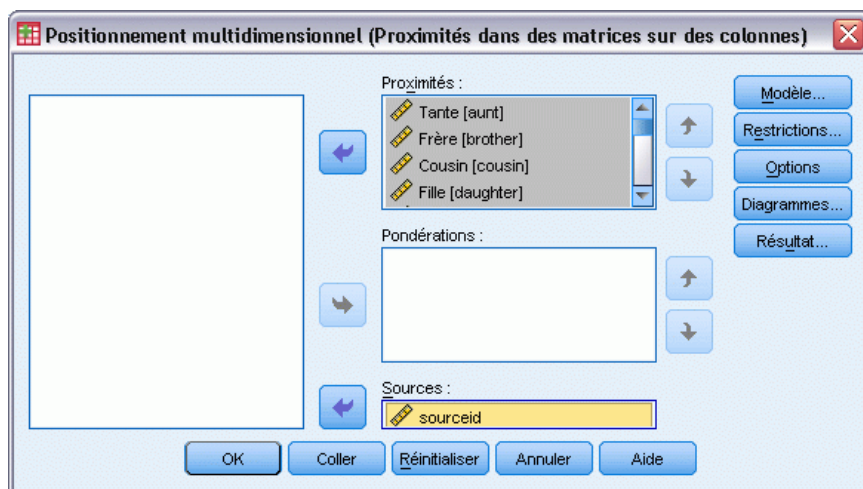 Positionnement multidimensionnel (Proximités dans des matrices sur des colonnes)
Proximités :
Tante [aunt]
Frère [brother]
Cousin [cousin]
Fille [daughter]
Pondérations :
Sources :
sourceid
Modèle...
Restrictions...
Options
Diagrammes...
Résultat...
OK
Coller
Réinitialiser
Annuler
Aide